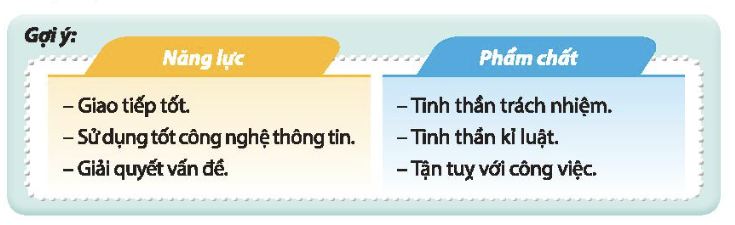 Gợi ý:
Năng lực
– Giao tiếp tốt.
– Sử dụng tốt công nghệ thông tin.
– Giải quyết vấn đề.
Phẩm chất
– Tinh thần trách nhiệm.
– Tinh thần kỉ luật.
– Tận tuỵ với công việc.